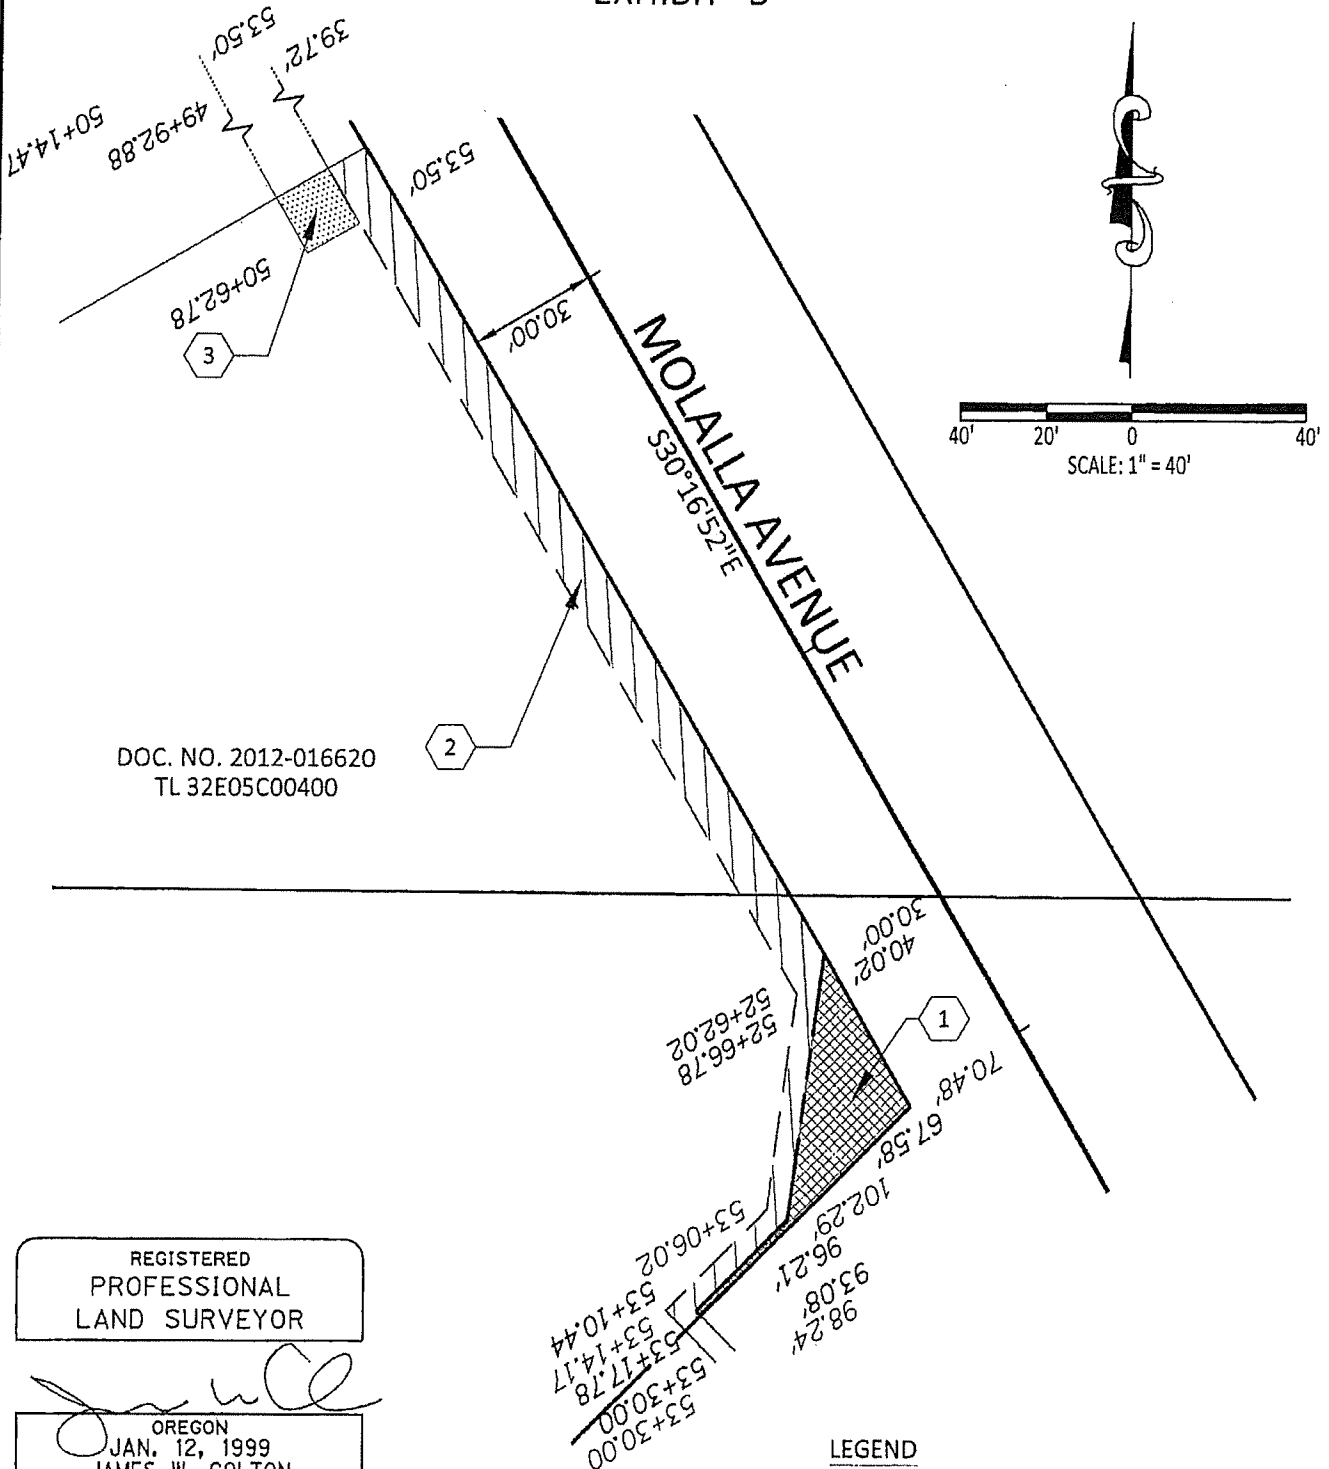 53.50'
39.72'
50+14.47
49+92.88
53.50'
50+62.78
3
30.00'
MOLALLA AVENUE
S30°16'52"E
40' 20' 0 40'
SCALE: 1" = 40'
2
DOC. NO. 2012-016620
TL 32E05C00400
30.00'
40.02'
52+62.02
52+66.78
1
70.48'
67.58'
102.29'
96.21'
93.08'
98.24'
53+06.02
53+10.44
53+14.17
53+17.78
53+30.00
53+30.00
REGISTERED
PROFESSIONAL
LAND SURVEYOR
OREGON
JAN. 12, 1999
JAMES W. COLTON
LEGEND